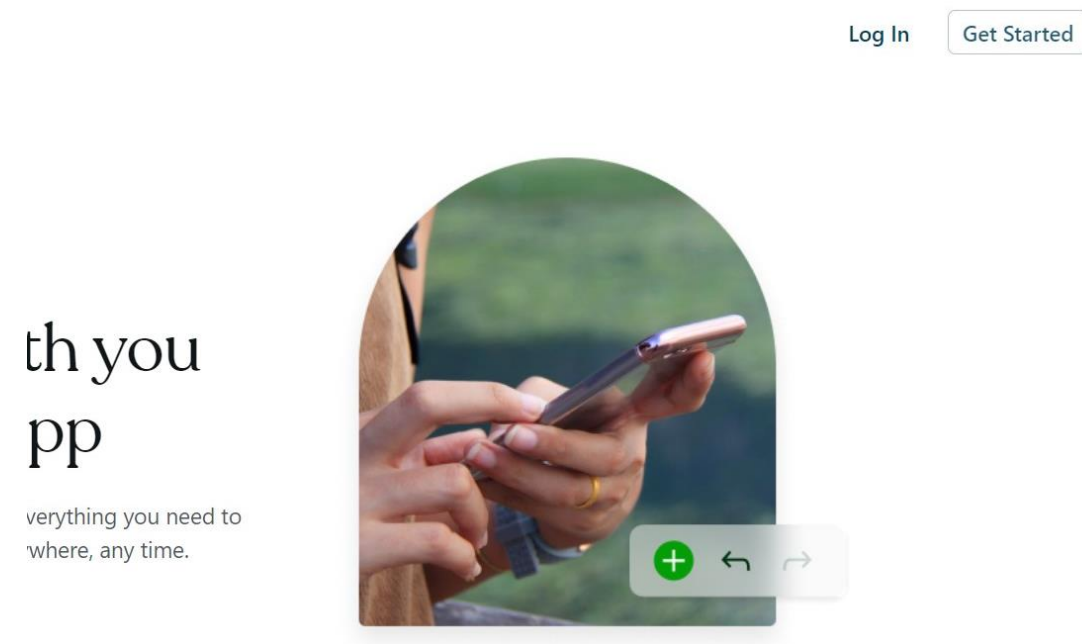 Log In
Get Started
th you
pp
verything you need to
where, any time.